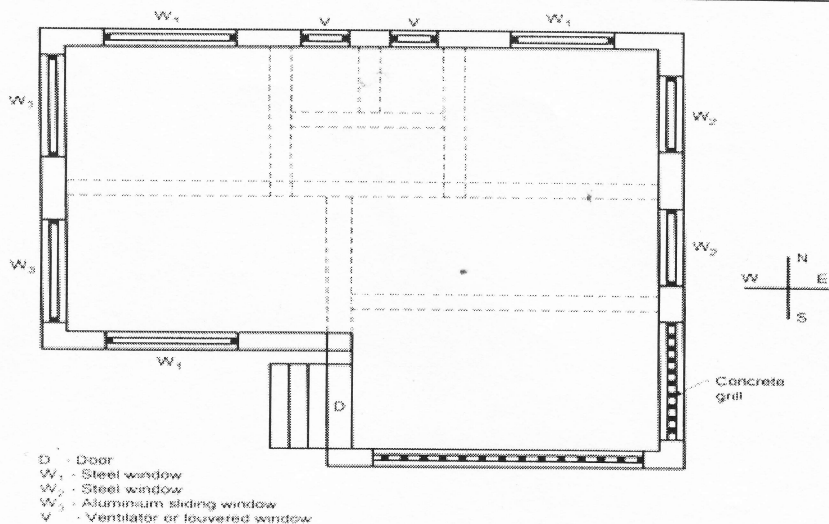 W₁ V V W₁
W₃
W₂
W₃
W₂
N
W E
S
W₁
Concrete
grill
D
D - Door
W₁ - Steel window
W₂ - Steel window
W₃ - Aluminium sliding window
V - Ventilator or louvered window